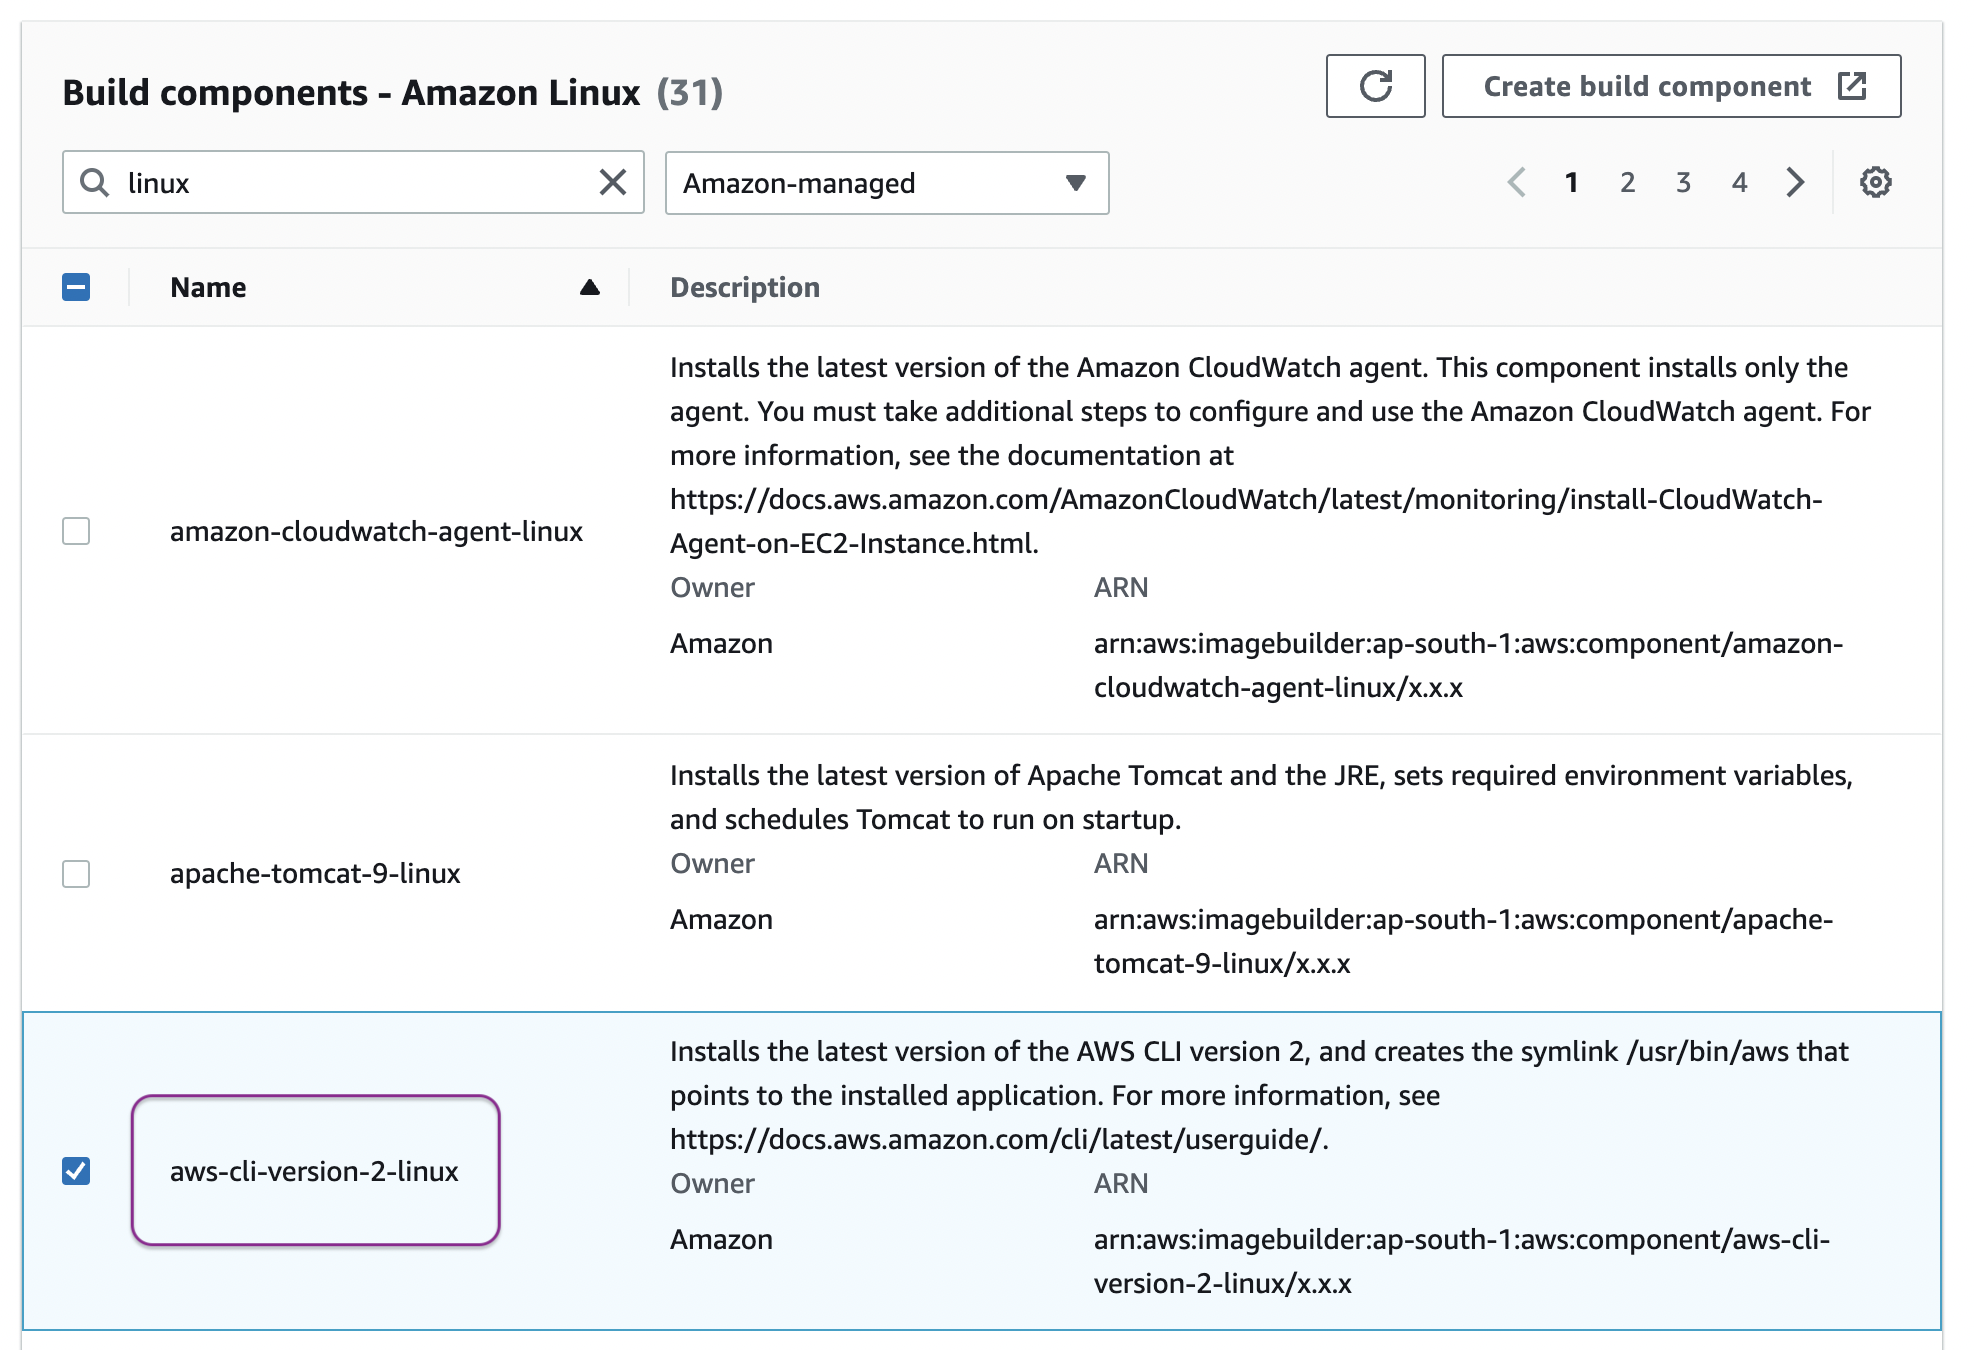 Build components - Amazon Linux (31)
Create build component
linux
Amazon-managed
1 2 3 4
Name
Description
amazon-cloudwatch-agent-linux
Installs the latest version of the Amazon CloudWatch agent. This component installs only the
agent. You must take additional steps to configure and use the Amazon CloudWatch agent. For
more information, see the documentation at
https://docs.aws.amazon.com/AmazonCloudWatch/latest/monitoring/install-CloudWatch-
Agent-on-EC2-Instance.html.
Owner
ARN
Amazon
arn:aws:imagebuilder:ap-south-1:aws:component/amazon-
cloudwatch-agent-linux/x.x.x
apache-tomcat-9-linux
Installs the latest version of Apache Tomcat and the JRE, sets required environment variables,
and schedules Tomcat to run on startup.
Owner
ARN
Amazon
arn:aws:imagebuilder:ap-south-1:aws:component/apache-
tomcat-9-linux/x.x.x
aws-cli-version-2-linux
Installs the latest version of the AWS CLI version 2, and creates the symlink /usr/bin/aws that
points to the installed application. For more information, see
https://docs.aws.amazon.com/cli/latest/userguide/.
Owner
ARN
Amazon
arn:aws:imagebuilder:ap-south-1:aws:component/aws-cli-
version-2-linux/x.x.x